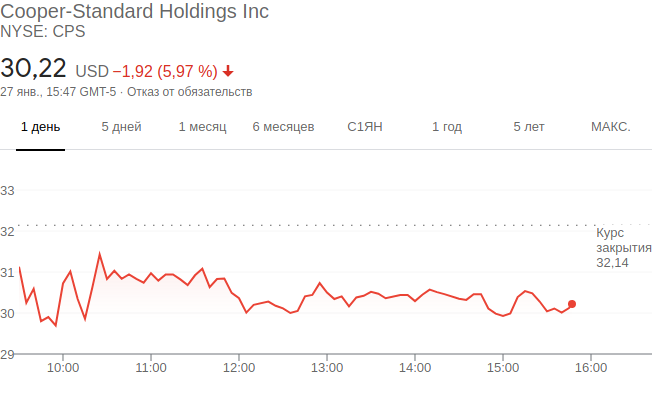 Cooper-Standard Holdings Inc
NYSE: CPS
30,22 USD −1,92 (5,97 %)
27 янв., 15:47 GMT-5 · Отказ от обязательств
1 день 5 дней 1 месяц 6 месяцев С1ЯН 1 год 5 лет МАКС.
33
32
Курс
закрытия
32,14
31
30
29
10:00 11:00 12:00 13:00 14:00 15:00 16:00